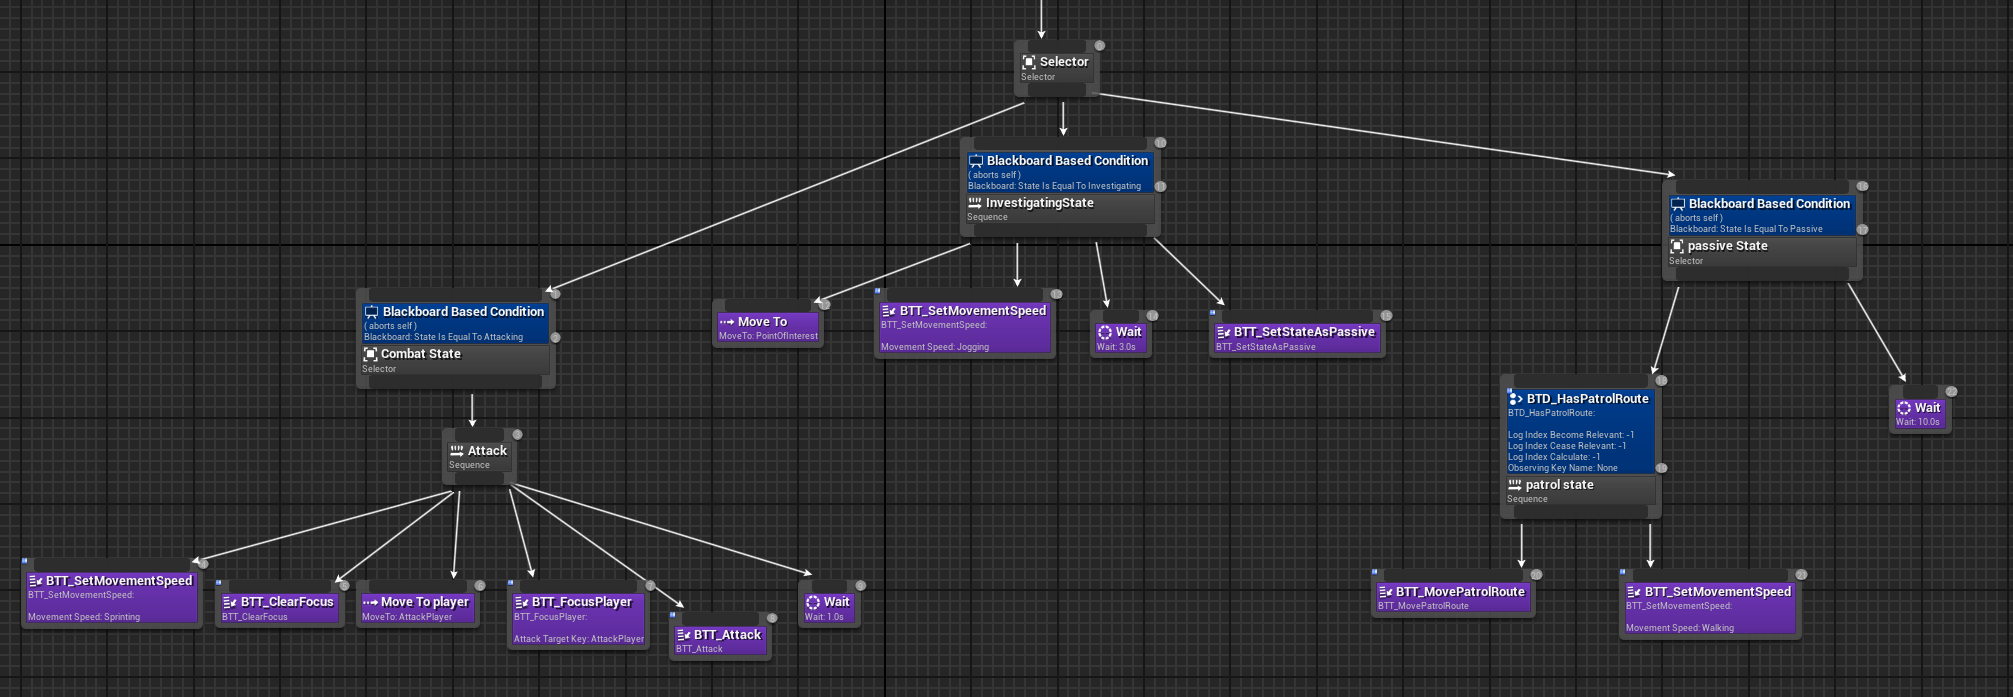 Selector
Selector
Blackboard Based Condition
( aborts self )
Blackboard: State Is Equal To Investigating
InvestigatingState
Sequence
Blackboard Based Condition
( aborts self )
Blackboard: State Is Equal To Passive
passive State
Selector
Blackboard Based Condition
( aborts self )
Blackboard: State Is Equal To Attacking
Combat State
Selector
Move To
MoveTo: PointOfInterest
BTT_SetMovementSpeed
BTT_SetMovementSpeed:
Movement Speed: Jogging
Wait
Wait: 3.0s
BTT_SetStateAsPassive
BTT_SetStateAsPassive
BTD_HasPatrolRoute
BTD_HasPatrolRoute:
Log Index Become Relevant: -1
Log Index Cease Relevant: -1
Log Index Calculate: -1
Observing Key Name: None
patrol state
Sequence
Wait
Wait: 10.0s
Attack
Sequence
BTT_SetMovementSpeed
BTT_SetMovementSpeed:
Movement Speed: Sprinting
BTT_ClearFocus
BTT_ClearFocus
Move To player
MoveTo: AttackPlayer
BTT_FocusPlayer
BTT_FocusPlayer:
Attack Target Key: AttackPlayer
BTT_Attack
BTT_Attack
Wait
Wait: 1.0s
BTT_MovePatrolRoute
BTT_MovePatrolRoute
BTT_SetMovementSpeed
BTT_SetMovementSpeed:
Movement Speed: Walking